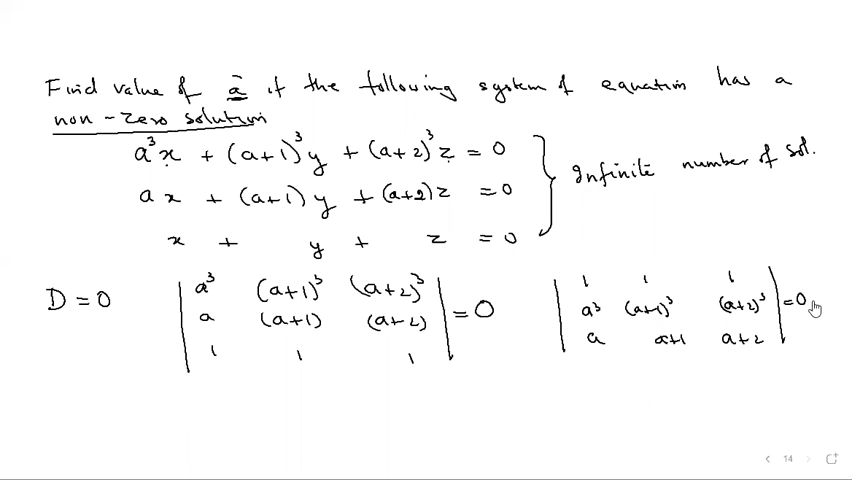 Find value of a if the following system of equation has a
non-zero solution
a³x + (a+1)³y + (a+2)³z = 0
ax + (a+1)y + (a+2)z = 0
x + y + z = 0
Infinite number of sol.
D = 0
| a³ (a+1)³ (a+2)³ |
| a (a+1) (a+2) | = 0
| 1 1 1 |
| 1 1 1 |
| a³ (a+1)³ (a+2)³ | = 0
| a a+1 a+2 |
14